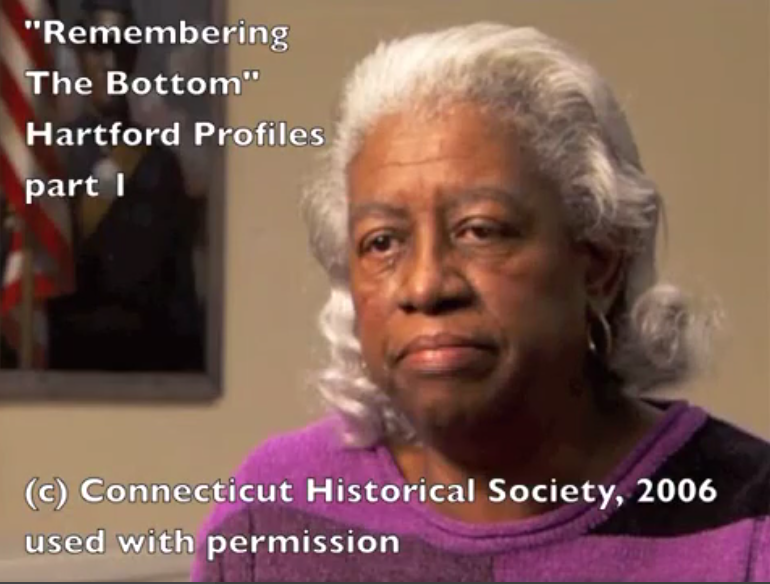 "Remembering
The Bottom"
Hartford Profiles
part 1
(c) Connecticut Historical Society, 2006
used with permission